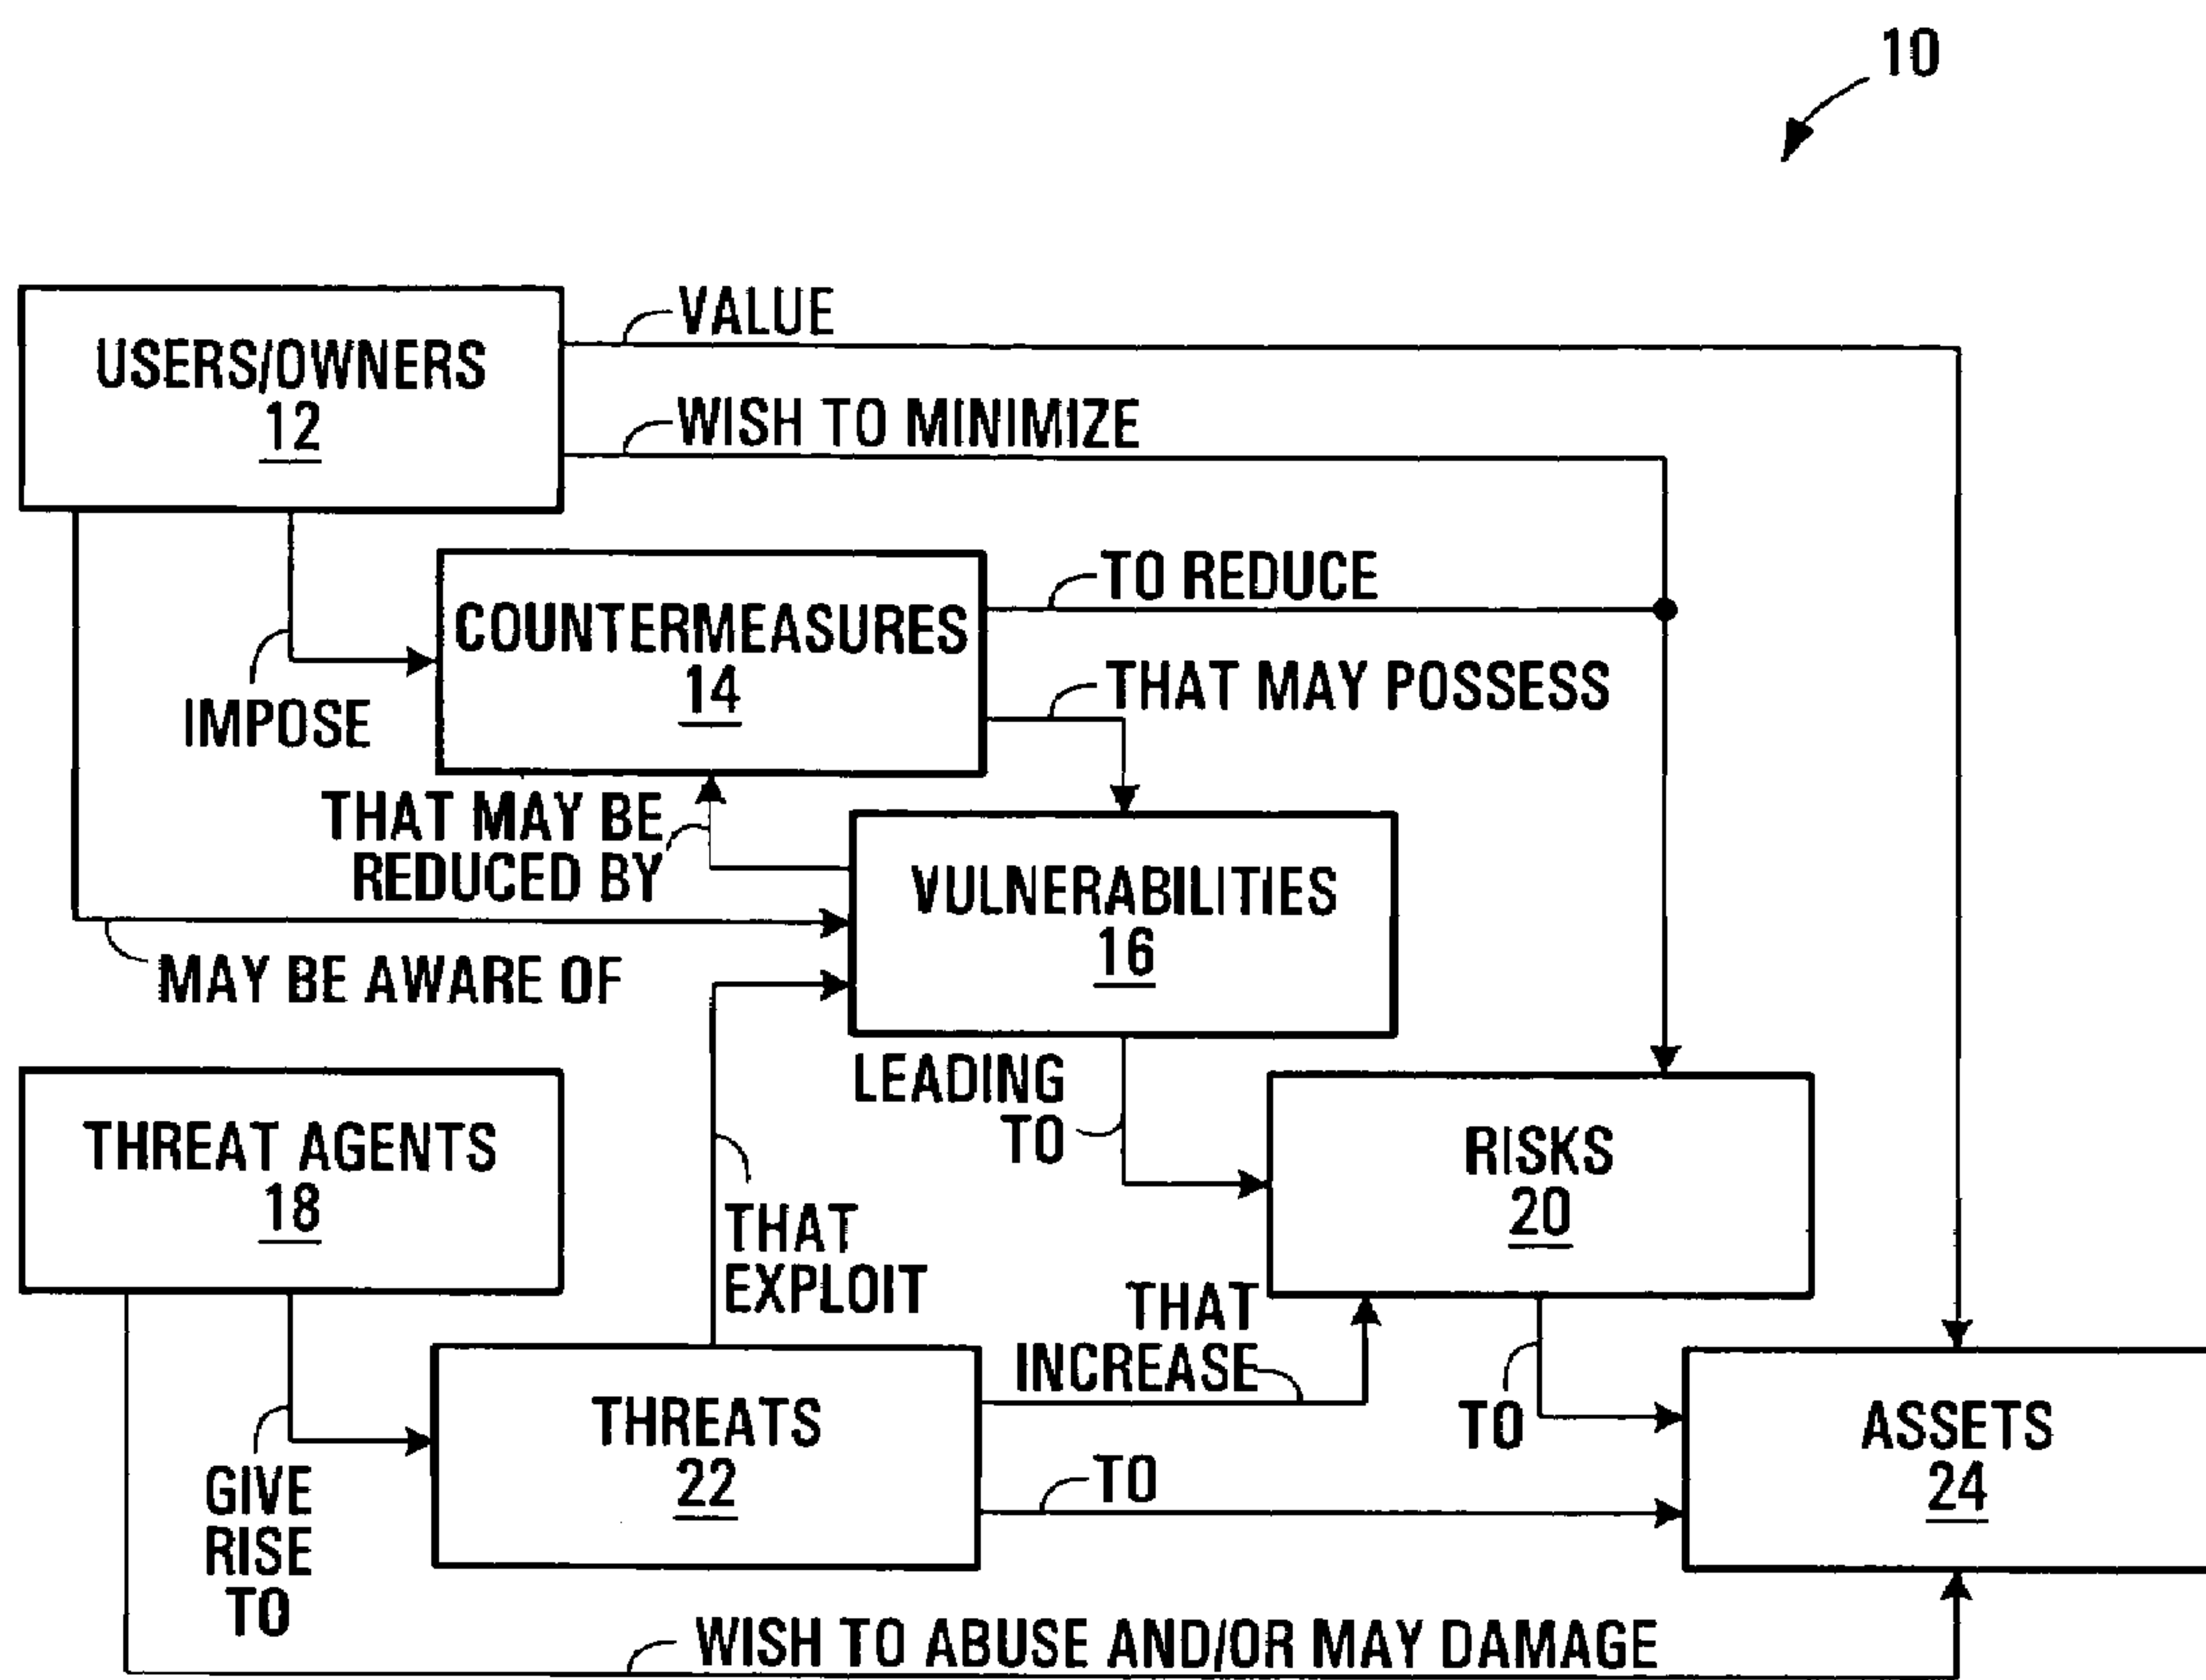 10
VALUE
USERS/OWNERS
12
WISH TO MINIMIZE
TO REDUCE
COUNTERMEASURES
14
THAT MAY POSSESS
IMPOSE
THAT MAY BE
REDUCED BY
VULNERABILITIES
16
MAY BE AWARE OF
LEADING
TO
THREAT AGENTS
18
RISKS
20
THAT
EXPLOIT
THAT
INCREASE
THREATS
22
TO
TO
ASSETS
24
GIVE
RISE
TO
WISH TO ABUSE AND/OR MAY DAMAGE